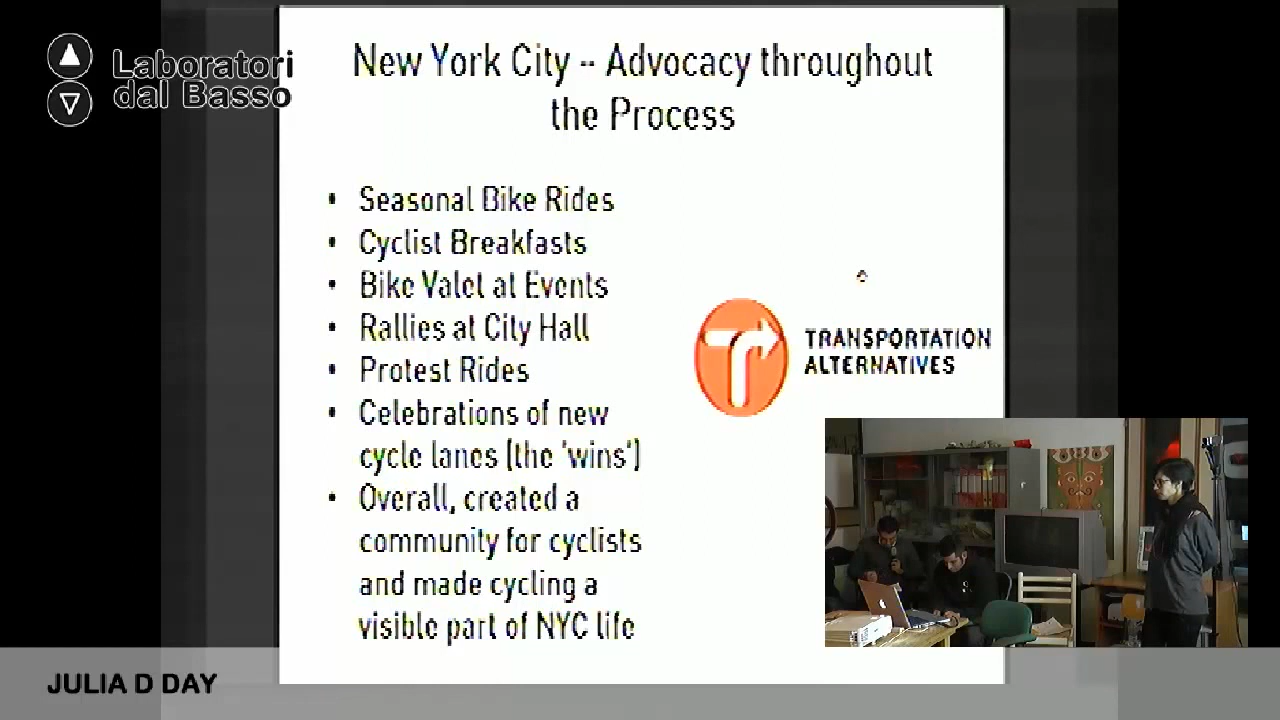 Laboratori
dal Basso
New York City - Advocacy throughout
the Process
• Seasonal Bike Rides
• Cyclist Breakfasts
• Bike Valet at Events
• Rallies at City Hall
• Protest Rides
• Celebrations of new
cycle lanes (the 'wins')
• Overall, created a
community for cyclists
and made cycling a
visible part of NYC life
TRANSPORTATION
ALTERNATIVES
JULIA D DAY